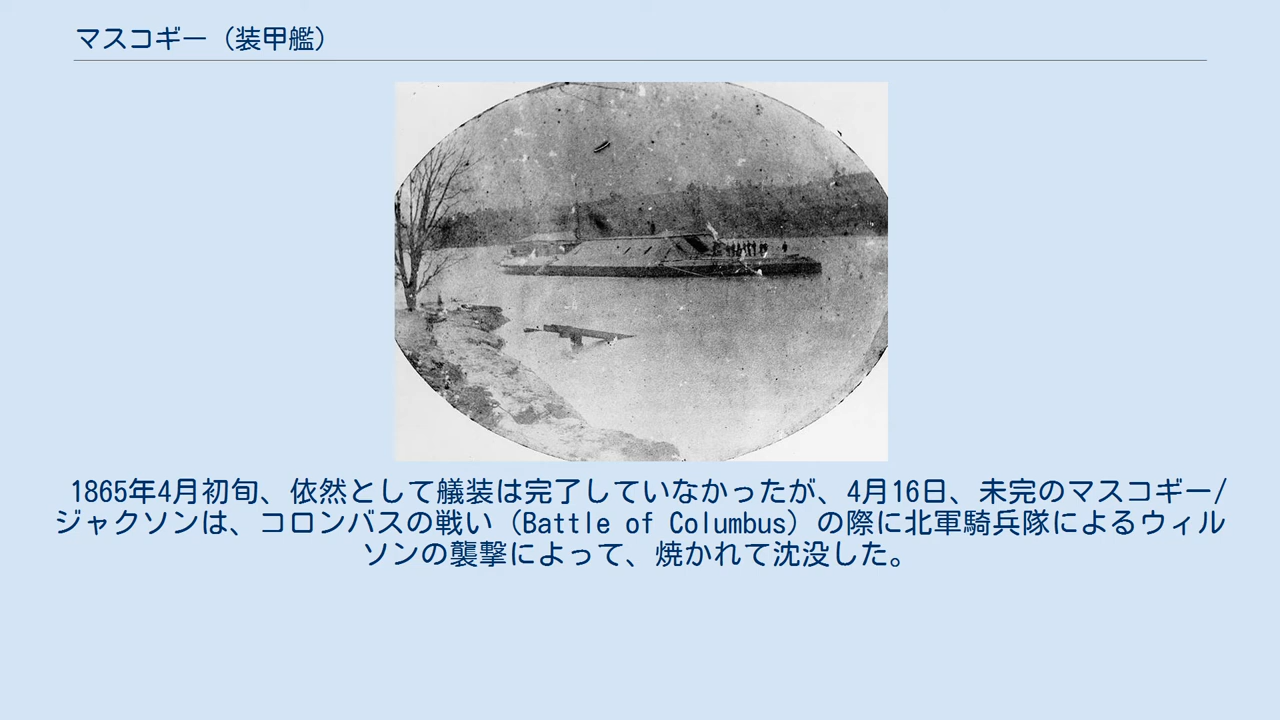 マスコギー（装甲艦）
1865年4月初旬、依然として艤装は完了していなかったが、4月16日、未完のマスコギー/
ジャクソンは、コロンバスの戦い（Battle of Columbus）の際に北軍騎兵隊によるウィル
ソンの襲撃によって、焼かれて沈没した。